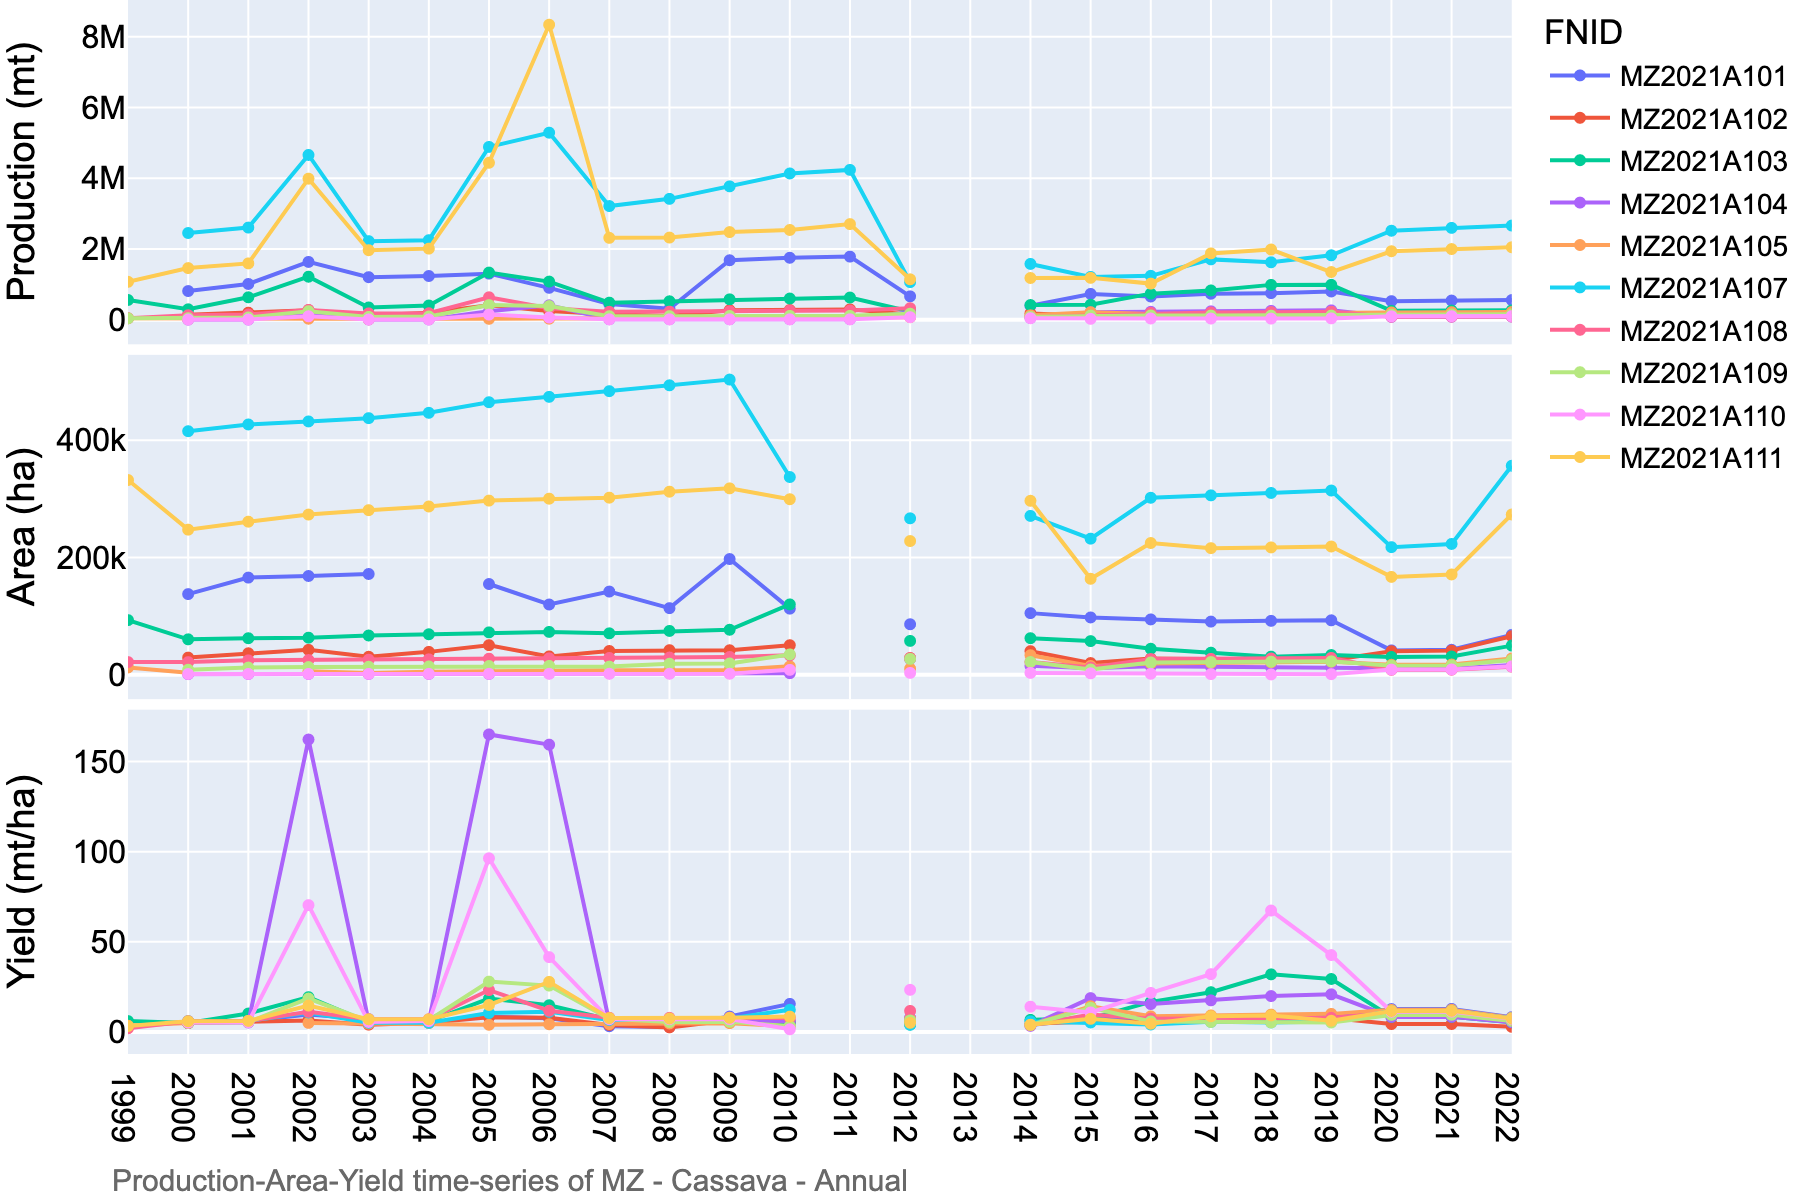 Production (mt)
8M
6M
4M
2M
0
Area (ha)
400k
200k
0
Yield (mt/ha)
150
100
50
0
1999
2000
2001
2002
2003
2004
2005
2006
2007
2008
2009
2010
2011
2012
2013
2014
2015
2016
2017
2018
2019
2020
2021
2022
FNID
MZ2021A101
MZ2021A102
MZ2021A103
MZ2021A104
MZ2021A105
MZ2021A107
MZ2021A108
MZ2021A109
MZ2021A110
MZ2021A111
Production-Area-Yield time-series of MZ - Cassava - Annual